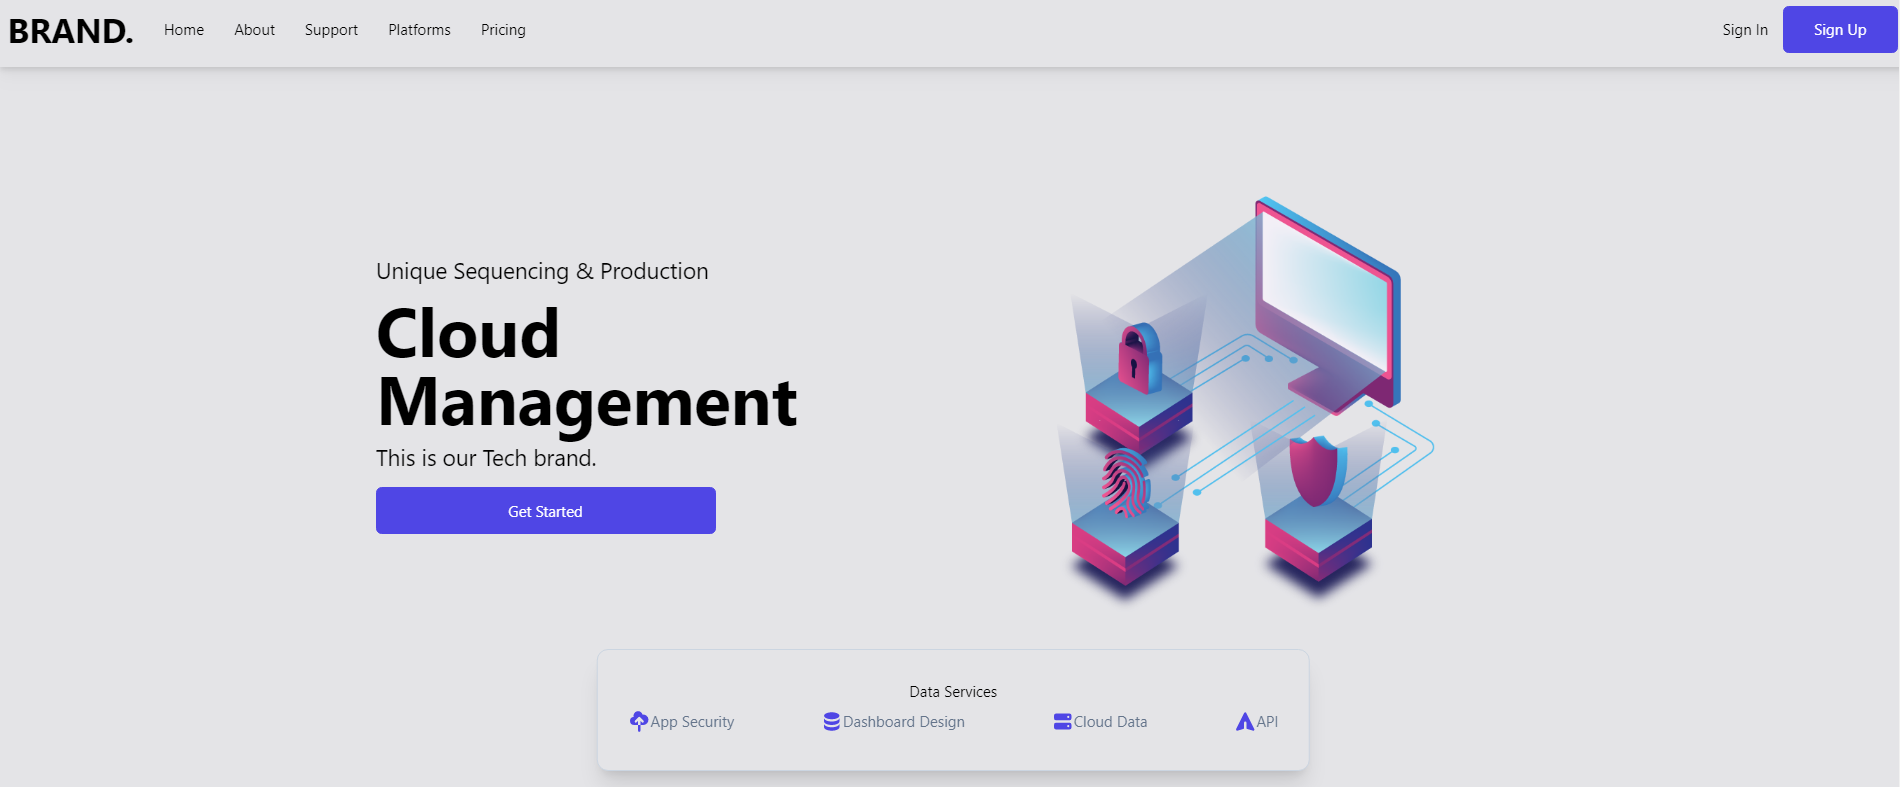 BRAND. Home About Support Platforms Pricing Sign In Sign Up
Unique Sequencing & Production
Cloud
Management
This is our Tech brand.
Get Started
Data Services
App Security Dashboard Design Cloud Data API